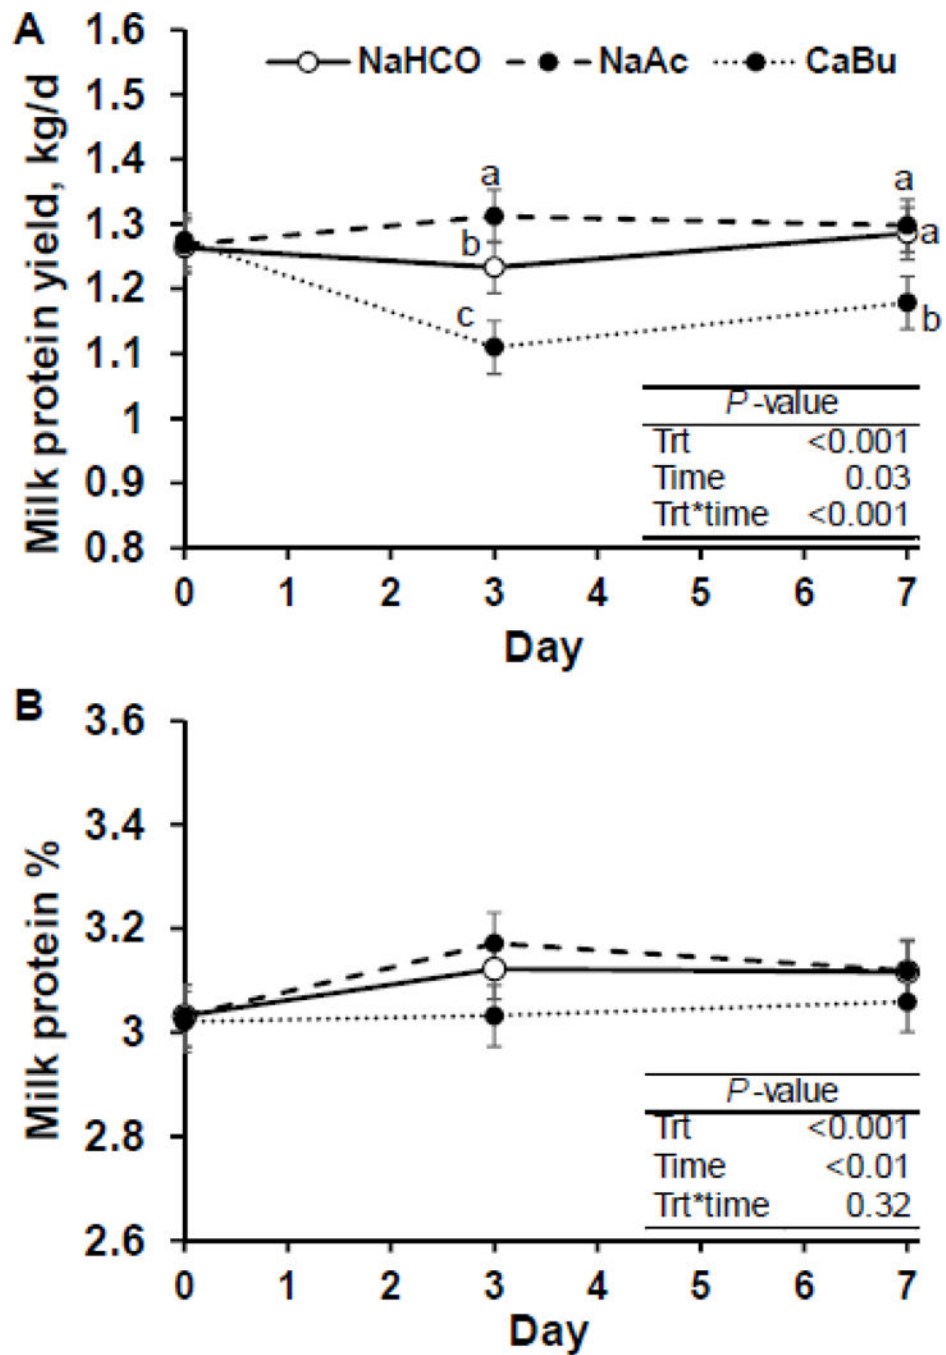 A
NaHCO NaAc CaBu
Milk protein yield, kg/d
1.6
1.5
1.4
1.3
1.2
1.1
1
0.9
0.8
a
b
c
a
a
b
P-value
Trt <0.001
Time 0.03
Trt*time <0.001
0 1 2 3 4 5 6 7
Day
B
Milk protein %
3.6
3.4
3.2
3
2.8
2.6
P-value
Trt <0.001
Time <0.01
Trt*time 0.32
0 1 2 3 4 5 6 7
Day